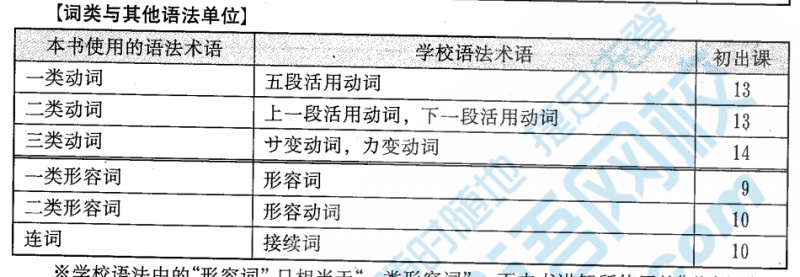 【词类与其他语法单位】
本书使用的语法术语 学校语法术语 初出课
一类动词 五段活用动词 13
二类动词 上一段活用动词，下一段活用动词 13
三类动词 サ变动词，力变动词 14
一类形容词 形容词 9
二类形容词 形容动词 10
连词 接续词 10
※学校语法中的“形容词”只相当于“一类形容词”